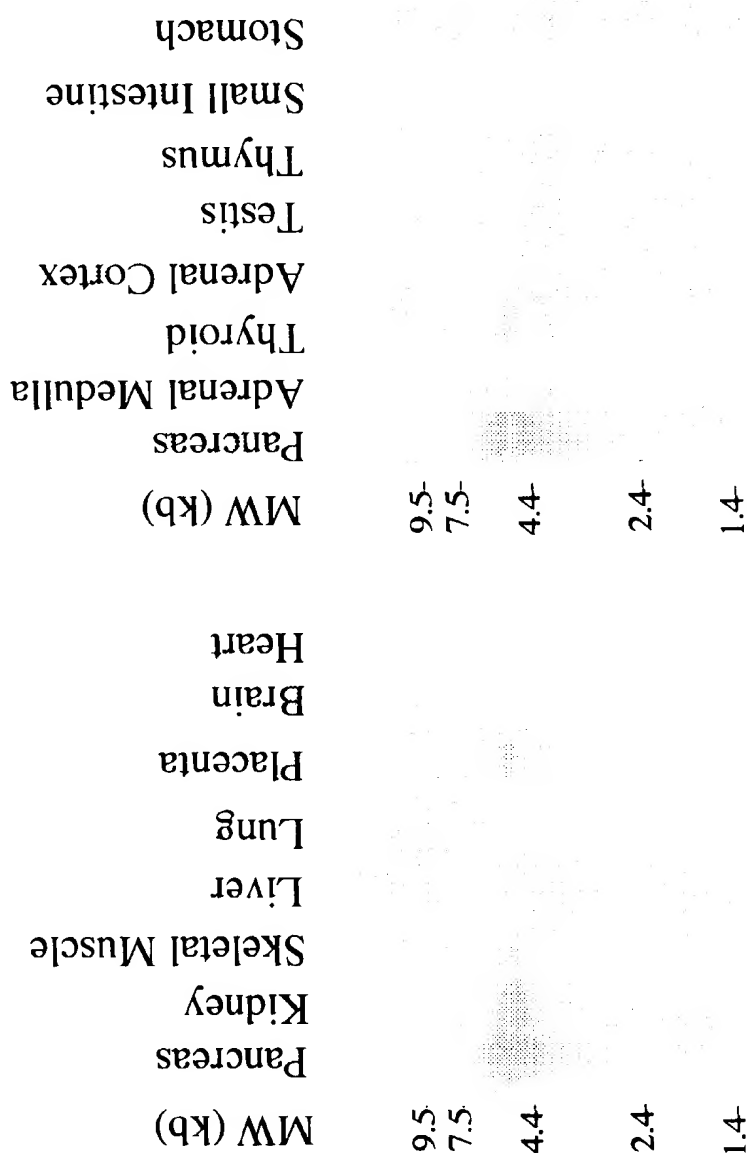 Stomach
Small Intestine
Thymus
Testis
Adrenal Cortex
Thyroid
Adrenal Medulla
Pancreas
MW (kb)
9.5-
7.5-
4.4-
2.4-
1.4-
Heart
Brain
Placenta
Lung
Liver
Skeletal Muscle
Kidney
Pancreas
MW (kb)
9.5-
7.5-
4.4-
2.4-
1.4-